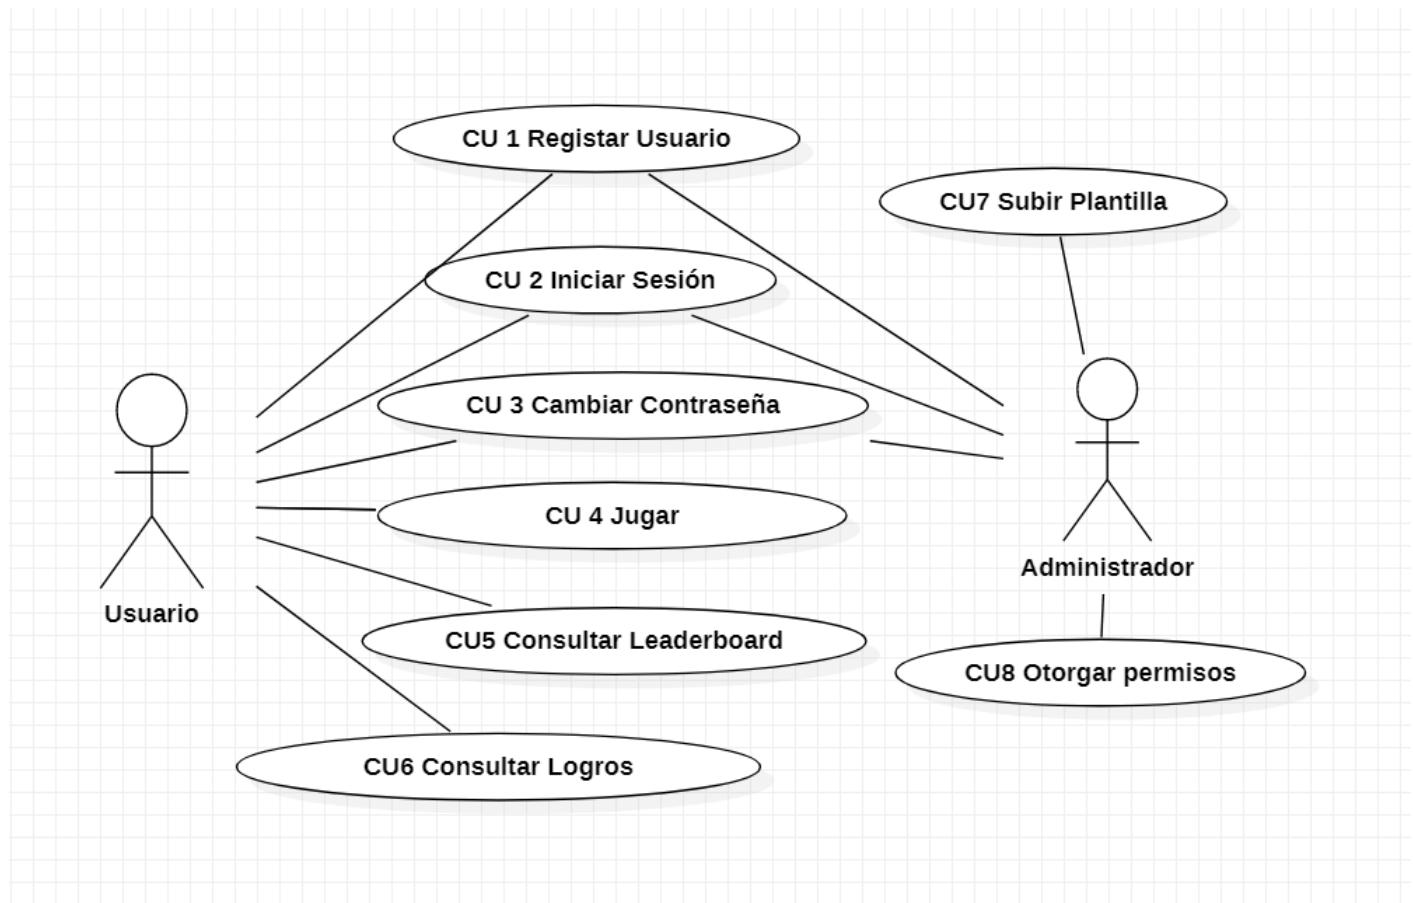 CU 1 Registar Usuario
CU7 Subir Plantilla
CU 2 Iniciar Sesión
CU 3 Cambiar Contraseña
CU 4 Jugar
Administrador
Usuario
CU5 Consultar Leaderboard
CU8 Otorgar permisos
CU6 Consultar Logros